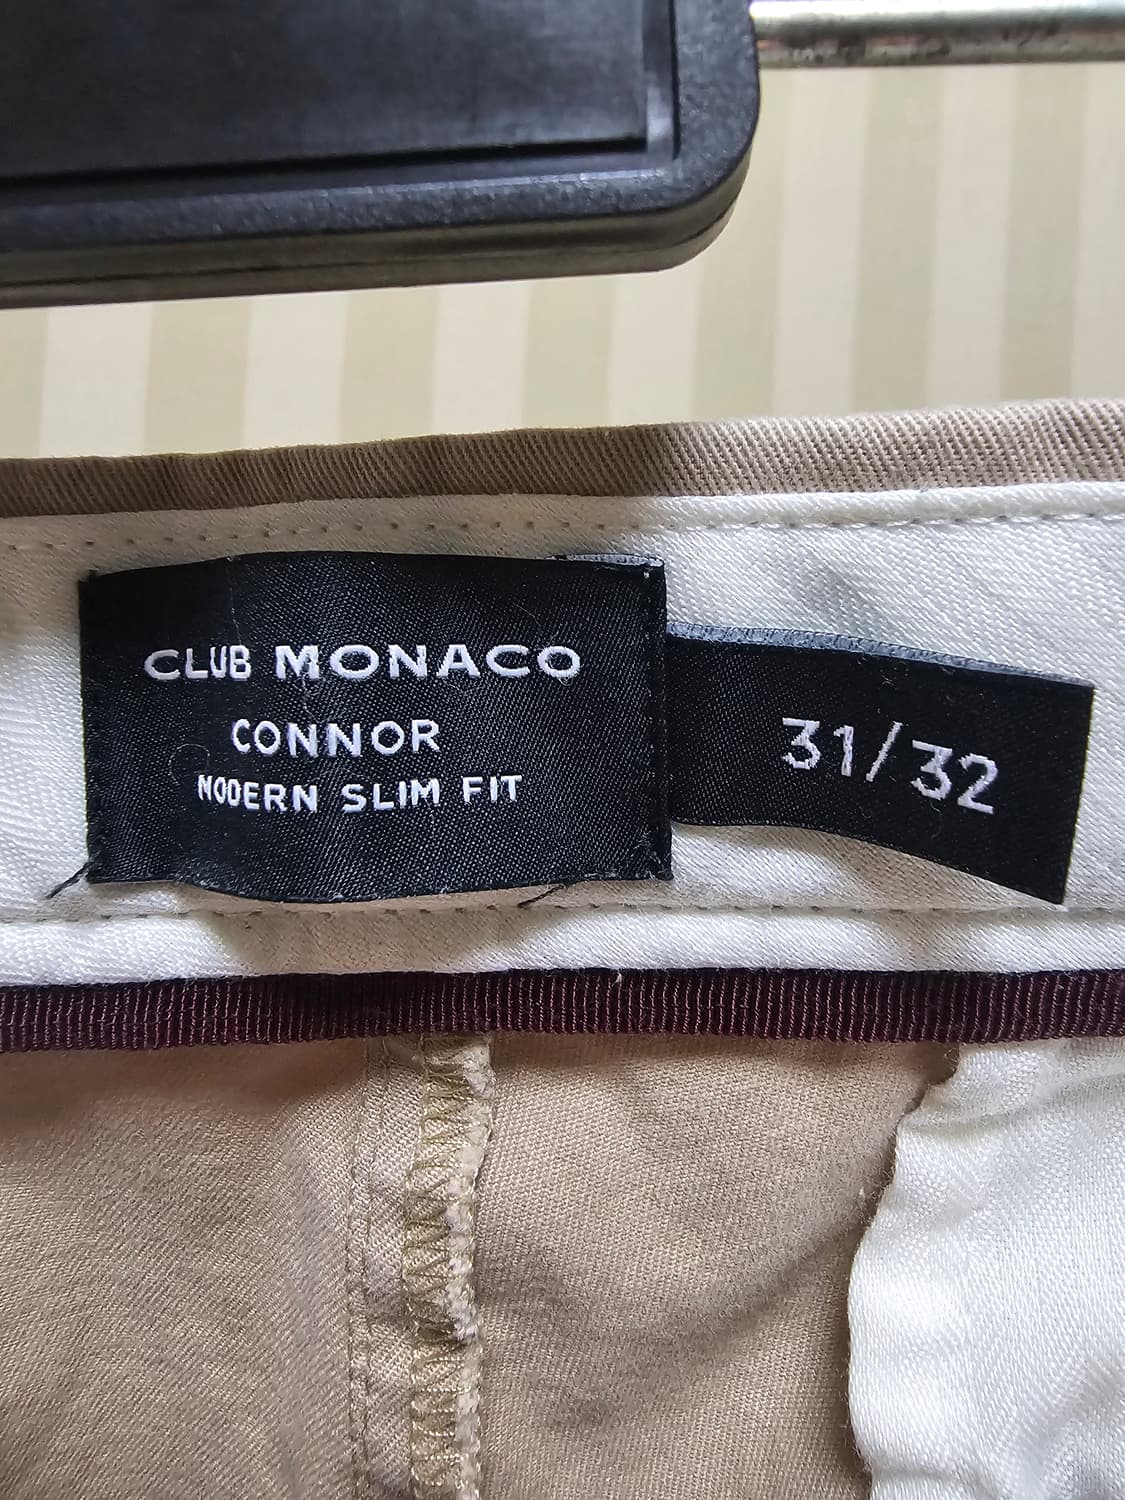 CLUB MONACO
CONNOR
MODERN SLIM FIT
31/32